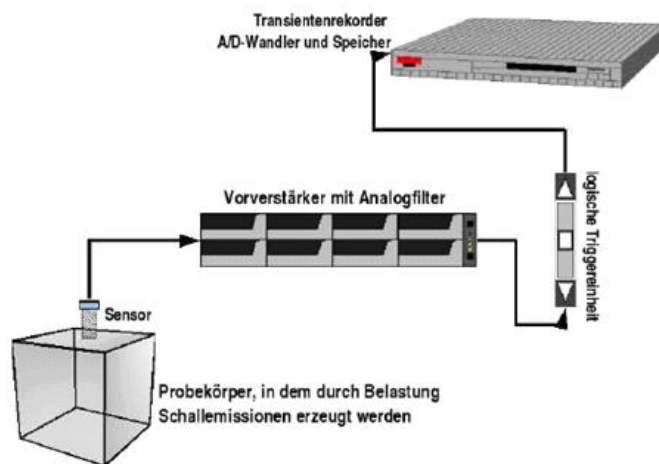 Transientenrekorder
A/D-Wandler und Speicher
Vorverstärker mit Analogfilter
logische Triggereinheit
Sensor
Probekörper, in dem durch Belastung
Schallemissionen erzeugt werden